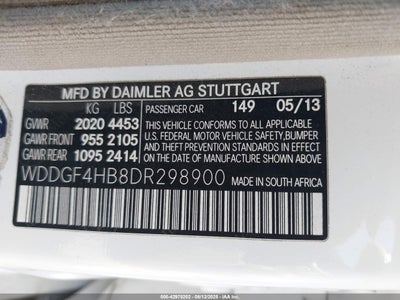 MFD BY DAIMLER AG STUTTGART
KG LBS PASSENGER CAR 149 05/13
GVWR 2020 4453 THIS VEHICLE CONFORMS TO ALL APPLICABLE
GAWR FRONT 955 2105 U.S. FEDERAL MOTOR VEHICLE SAFETY, BUMPER
GAWR REAR 1095 2414 AND THEFT PREVENTION STANDARDS IN EFFECT
ON THE DATE OF MANUFACTURE SHOWN ABOVE
WDDGF4HB8DR298900 MADE IN SOUTH AFRICA
IAA, Inc.